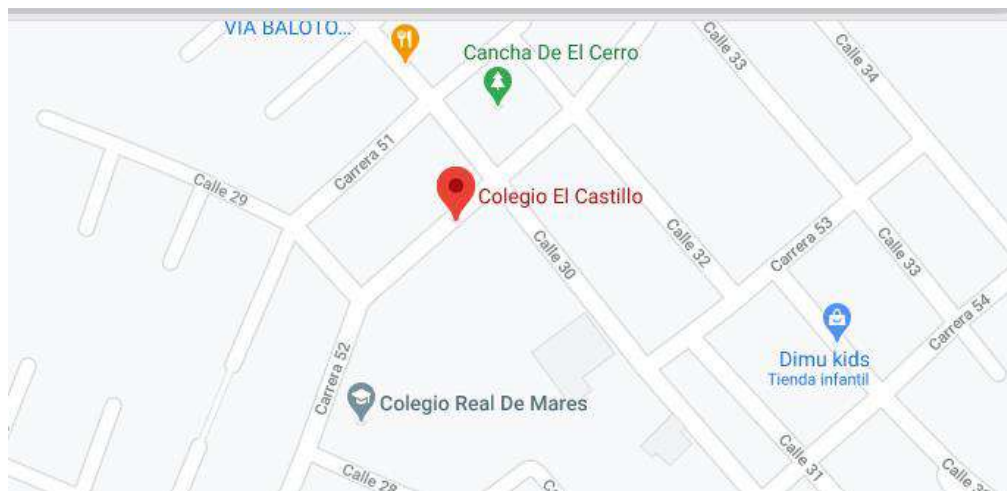 VIA BALOTO...
Cancha De El Cerro
Calle 33
Calle 34
Carrera 51
Calle 29
Colegio El Castillo
Calle 30
Calle 32
Carrera 53
Calle 33
Carrera 54
Dimu kids
Tienda infantil
Carrera 52
Colegio Real De Mares
Calle 28
Calle 31